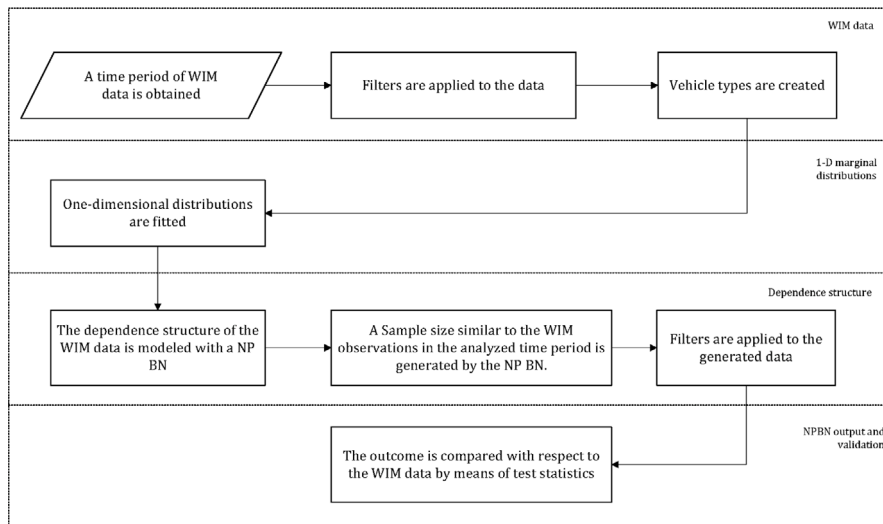 WIM data
A time period of WIM
data is obtained
Filters are applied to the data
Vehicle types are created
1-D marginal
distributions
One-dimensional distributions
are fitted
Dependence structure
The dependence structure of the
WIM data is modeled with a NP
BN
A Sample size similar to the WIM
observations in the analyzed time period is
generated by the NP BN.
Filters are applied to the
generated data
NPBN output and
validation
The outcome is compared with respect to
the WIM data by means of test statistics